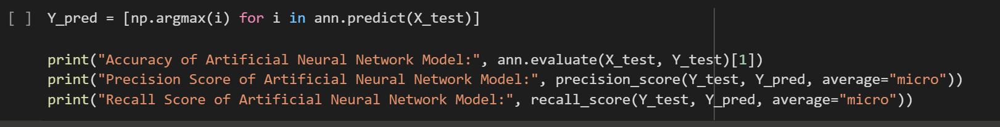 [ ] Y_pred = [np.argmax(i) for i in ann.predict(X_test)]
print("Accuracy of Artificial Neural Network Model:", ann.evaluate(X_test, Y_test)[1])
print("Precision Score of Artificial Neural Network Model:", precision_score(Y_test, Y_pred, average="micro"))
print("Recall Score of Artificial Neural Network Model:", recall_score(Y_test, Y_pred, average="micro"))